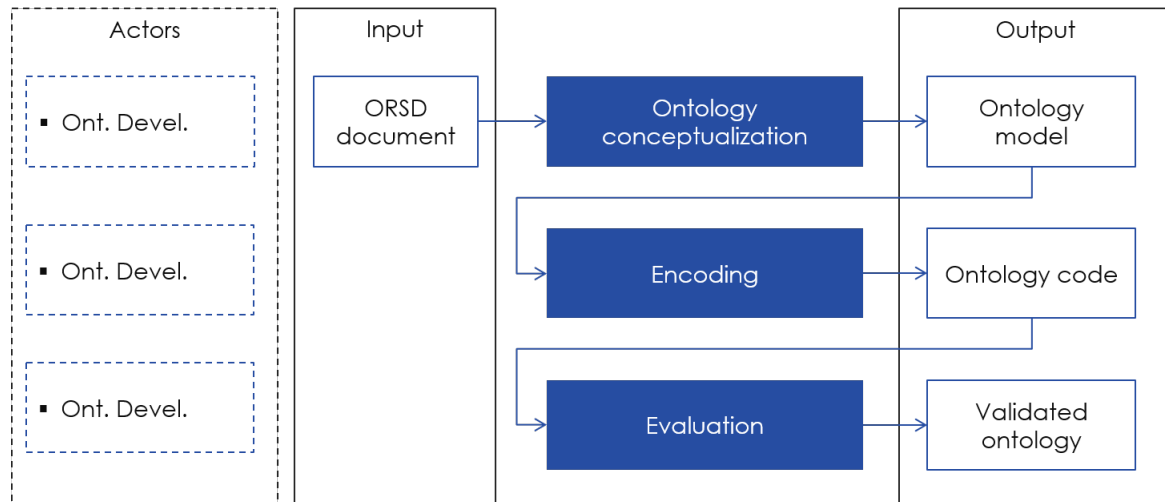 Actors
Input
Output
▪ Ont. Devel.
ORSD
document
Ontology
conceptualization
Ontology
model
▪ Ont. Devel.
Encoding
Ontology code
▪ Ont. Devel.
Evaluation
Validated
ontology